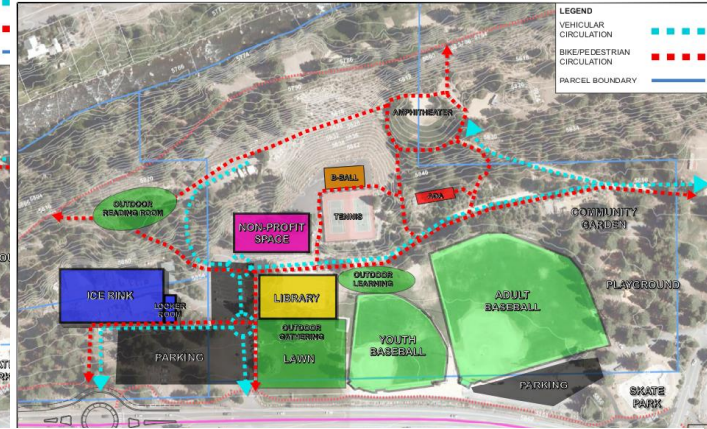 LEGEND
VEHICULAR
CIRCULATION
BIKE/PEDESTRIAN
CIRCULATION
PARCEL BOUNDARY
AMPHITHEATER
B-BALL
OUTDOOR
READING ROOM
TENNIS
NON-PROFIT
SPACE
COMMUNITY
GARDEN
ICE RINK
LOCKER
ROOM
LIBRARY
OUTDOOR
LEARNING
ADULT
BASEBALL
PLAYGROUND
OUTDOOR
GATHERING
LAWN
YOUTH
BASEBALL
PARKING
PARKING
SKATE
PARK